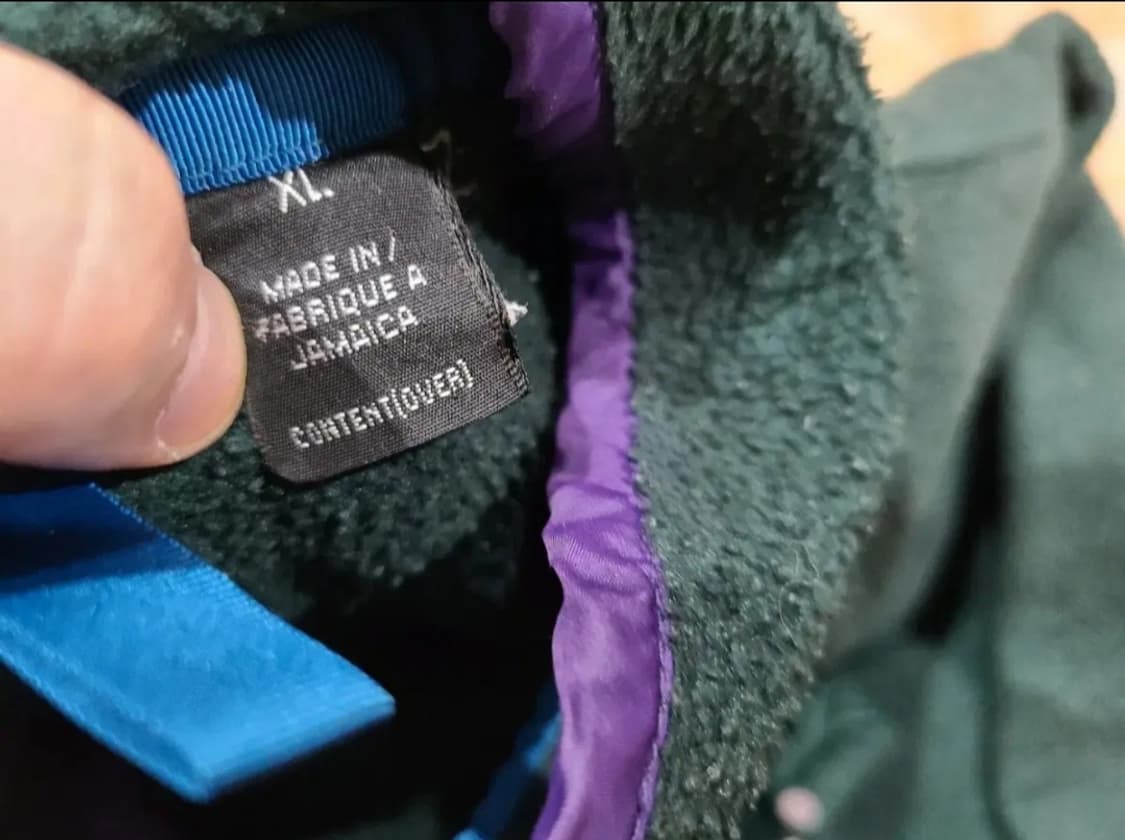 XL.
MADE IN/
FABRIQUE A
JAMAICA
CONTENT(OVER)